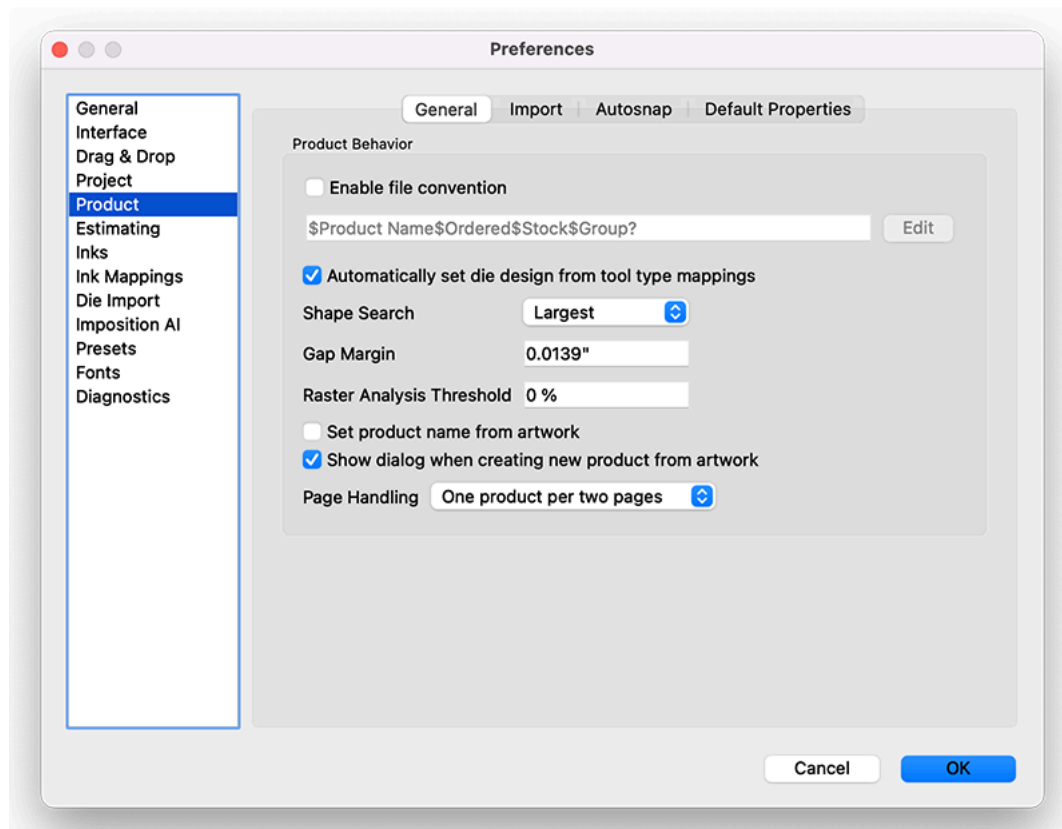 Preferences
General
Interface
Drag & Drop
Project
Product
Estimating
Inks
Ink Mappings
Die Import
Imposition AI
Presets
Fonts
Diagnostics
General Import Autosnap Default Properties
Product Behavior
Enable file convention
$Product Name$Ordered$Stock$Group? Edit
Automatically set die design from tool type mappings
Shape Search Largest
Gap Margin 0.0139"
Raster Analysis Threshold 0 %
Set product name from artwork
Show dialog when creating new product from artwork
Page Handling One product per two pages
Cancel OK